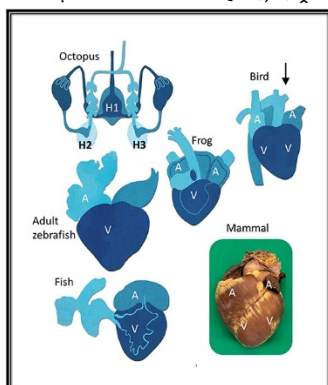 Octopus
Bird
H1
H2 H3
Frog
A A
A A
V V
V
A
V
Adult
zebrafish
Mammal
Fish
A
V
A A
V V